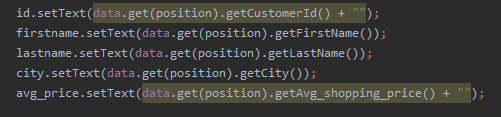 id.setText(data.get(position).getCustomerId() + "");
firstname.setText(data.get(position).getFirstName());
lastname.setText(data.get(position).getLastName());
city.setText(data.get(position).getCity());
avg_price.setText(data.get(position).getAvg_shopping_price() + "");